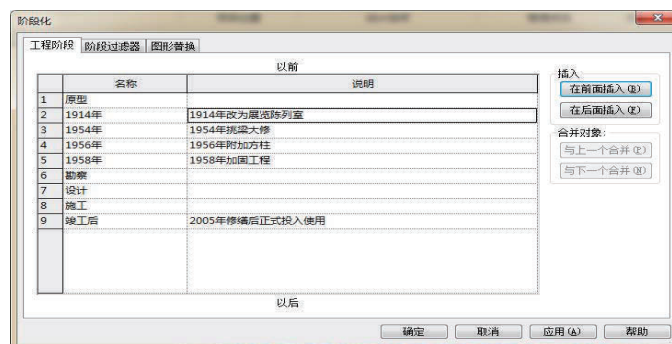 阶段化
工程阶段 阶段过滤器 图形替换
以前
名称 说明
1 原型
2 1914年 1914年改为展览陈列室
3 1954年 1954年挑梁大修
4 1956年 1956年附加方柱
5 1958年 1958年加固工程
6 勘察
7 设计
8 施工
9 竣工后 2005年修缮后正式投入使用
以后
插入
在前面插入(B)
在后面插入(F)
合并对象:
与上一个合并(P)
与下一个合并(N)
确定 取消 应用(A) 帮助